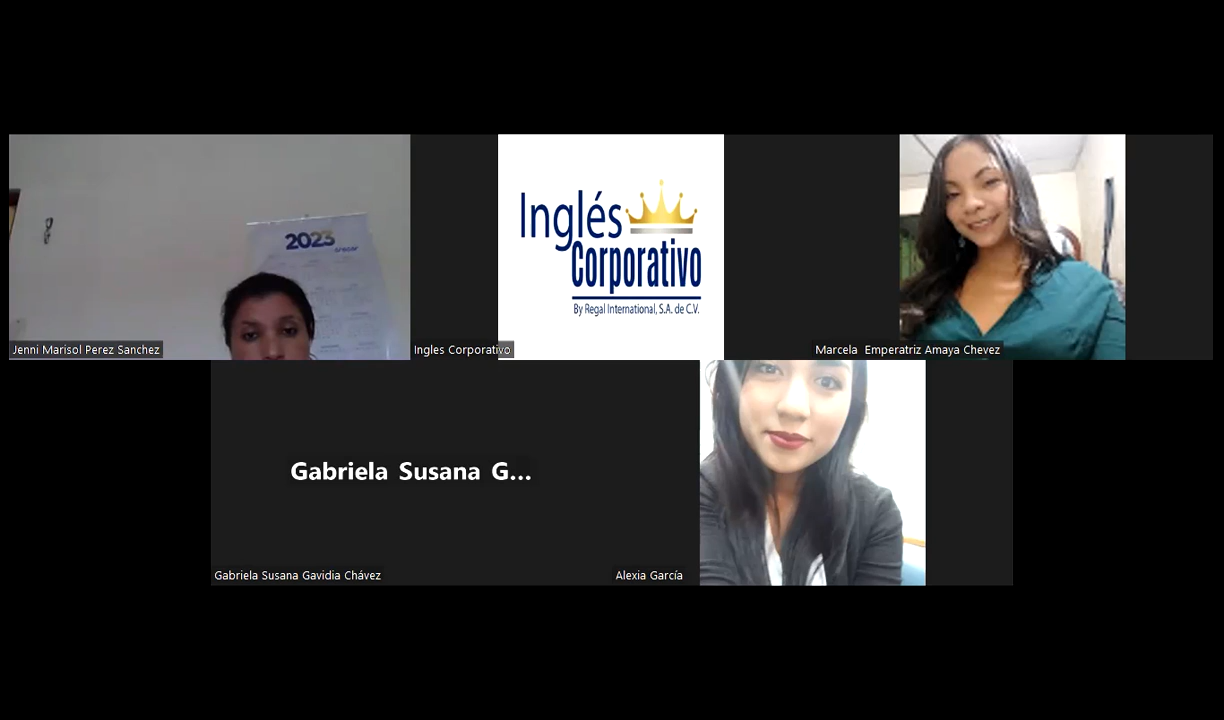 2023
crecer
Jenni Marisol Perez Sanchez
Inglés
Corporativo
By Regal International, S.A. de C.V.
Ingles Corporativo
Marcela Emperatriz Amaya Chevez
Gabriela Susana G...
Gabriela Susana Gavidia Chávez
Alexia García